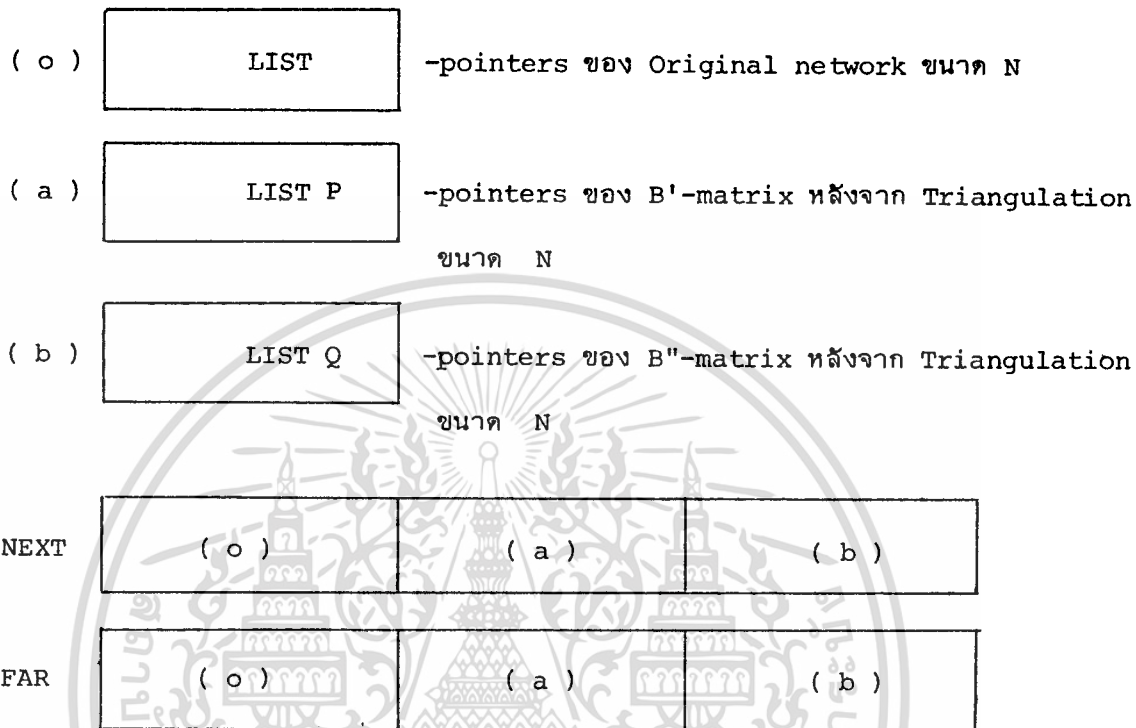 ( o ) LIST -pointers ของ Original network ขนาด N
( a ) LIST P -pointers ของ B'-matrix หลังจาก Triangulation
ขนาด N
( b ) LIST Q -pointers ของ B"-matrix หลังจาก Triangulation
ขนาด N
NEXT ( o ) ( a ) ( b )
FAR ( o ) ( a ) ( b )